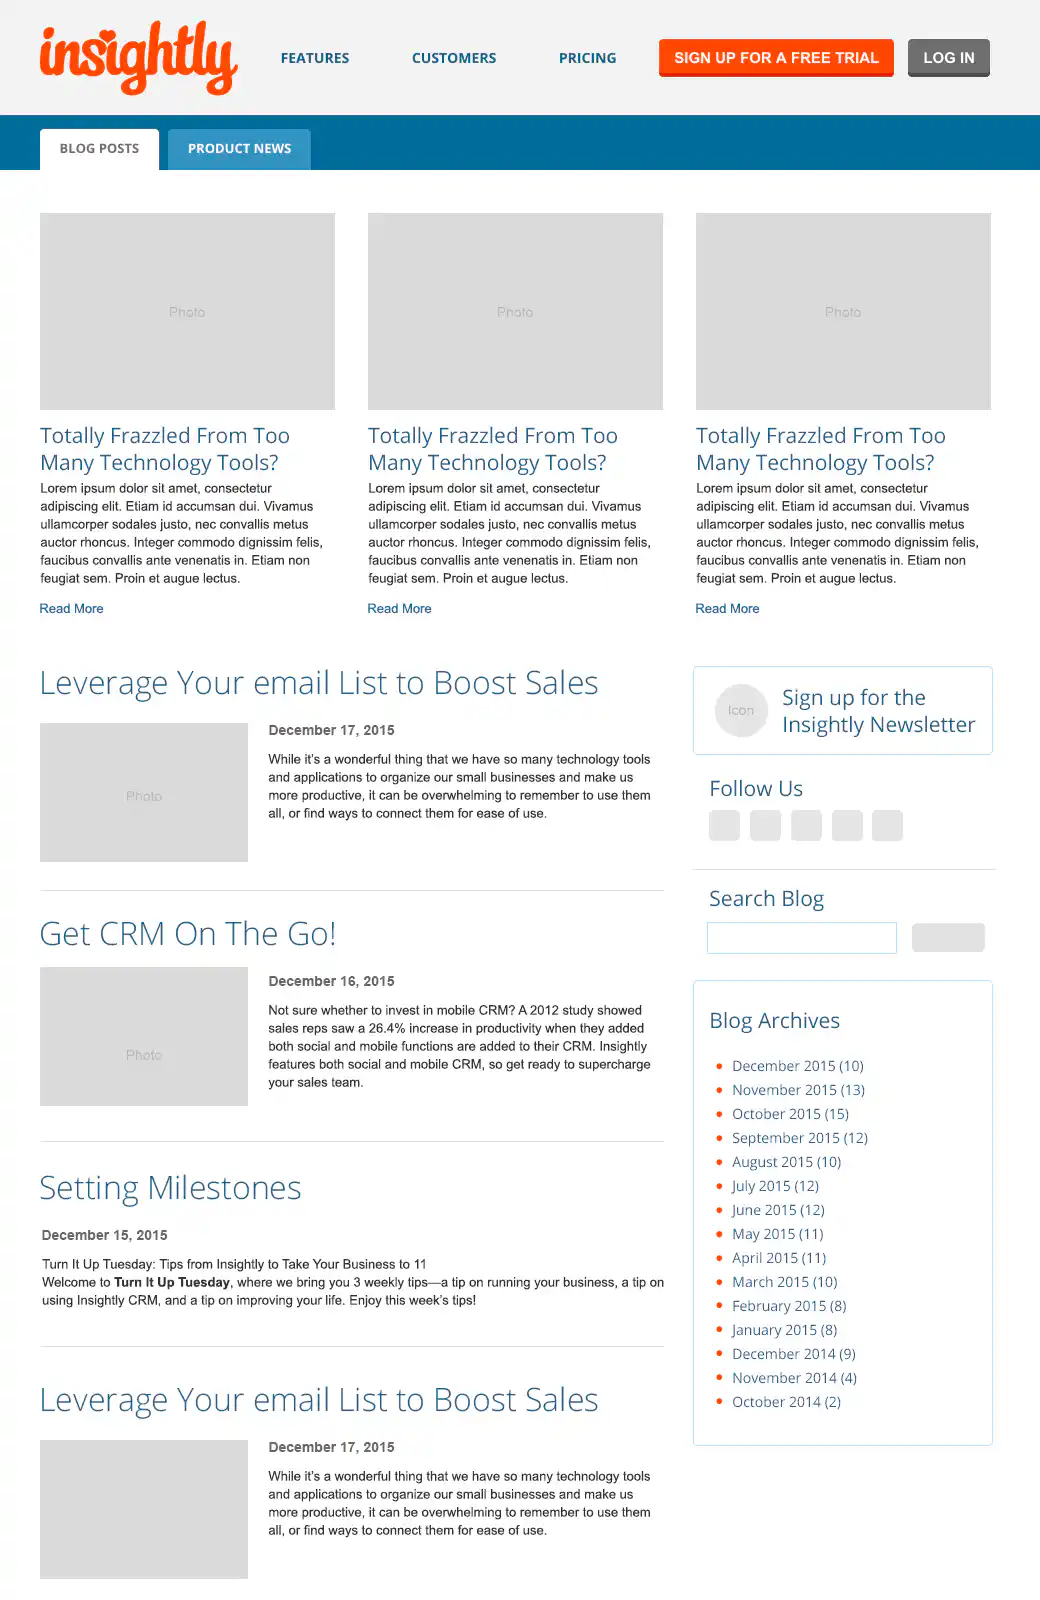 insightly
FEATURES
CUSTOMERS
PRICING
SIGN UP FOR A FREE TRIAL
LOG IN
BLOG POSTS
PRODUCT NEWS
Photo
Totally Frazzled From Too
Many Technology Tools?
Lorem ipsum dolor sit amet, consectetur
adipiscing elit. Etiam id accumsan dui. Vivamus
ullamcorper sodales justo, nec convallis metus
auctor rhoncus. Integer commodo dignissim felis,
faucibus convallis ante venenatis in. Etiam non
feugiat sem. Proin et augue lectus.
Read More
Photo
Totally Frazzled From Too
Many Technology Tools?
Lorem ipsum dolor sit amet, consectetur
adipiscing elit. Etiam id accumsan dui. Vivamus
ullamcorper sodales justo, nec convallis metus
auctor rhoncus. Integer commodo dignissim felis,
faucibus convallis ante venenatis in. Etiam non
feugiat sem. Proin et augue lectus.
Read More
Photo
Totally Frazzled From Too
Many Technology Tools?
Lorem ipsum dolor sit amet, consectetur
adipiscing elit. Etiam id accumsan dui. Vivamus
ullamcorper sodales justo, nec convallis metus
auctor rhoncus. Integer commodo dignissim felis,
faucibus convallis ante venenatis in. Etiam non
feugiat sem. Proin et augue lectus.
Read More
Leverage Your email List to Boost Sales
Photo
December 17, 2015
While it’s a wonderful thing that we have so many technology tools
and applications to organize our small businesses and make us
more productive, it can be overwhelming to remember to use them
all, or find ways to connect them for ease of use.
Get CRM On The Go!
Photo
December 16, 2015
Not sure whether to invest in mobile CRM? A 2012 study showed
sales reps saw a 26.4% increase in productivity when they added
both social and mobile functions are added to their CRM. Insightly
features both social and mobile CRM, so get ready to supercharge
your sales team.
Setting Milestones
December 15, 2015
Turn It Up Tuesday: Tips from Insightly to Take Your Business to 11
Welcome to Turn It Up Tuesday, where we bring you 3 weekly tips—a tip on running your business, a tip on
using Insightly CRM, and a tip on improving your life. Enjoy this week’s tips!
Leverage Your email List to Boost Sales
December 17, 2015
While it’s a wonderful thing that we have so many technology tools
and applications to organize our small businesses and make us
more productive, it can be overwhelming to remember to use them
all, or find ways to connect them for ease of use.
Icon
Sign up for the
Insightly Newsletter
Follow Us
Search Blog
Blog Archives
December 2015 (10)
November 2015 (13)
October 2015 (15)
September 2015 (12)
August 2015 (10)
July 2015 (12)
June 2015 (12)
May 2015 (11)
April 2015 (11)
March 2015 (10)
February 2015 (8)
January 2015 (8)
December 2014 (9)
November 2014 (4)
October 2014 (2)